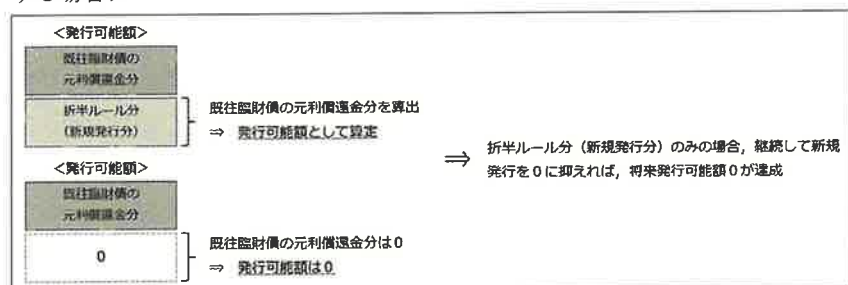 ＜発行可能額＞
既往臨財債の
元利償還金分
折半ルール分
（新規発行分）
既往臨財債の元利償還金分を算出
⇒ 発行可能額として算定
＜発行可能額＞
既往臨財債の
元利償還金分
0
既往臨財債の元利償還金分は0
⇒ 発行可能額は0
⇒
折半ルール分（新規発行分）のみの場合，継続して新規
発行を0に抑えれば，将来発行可能額0が達成